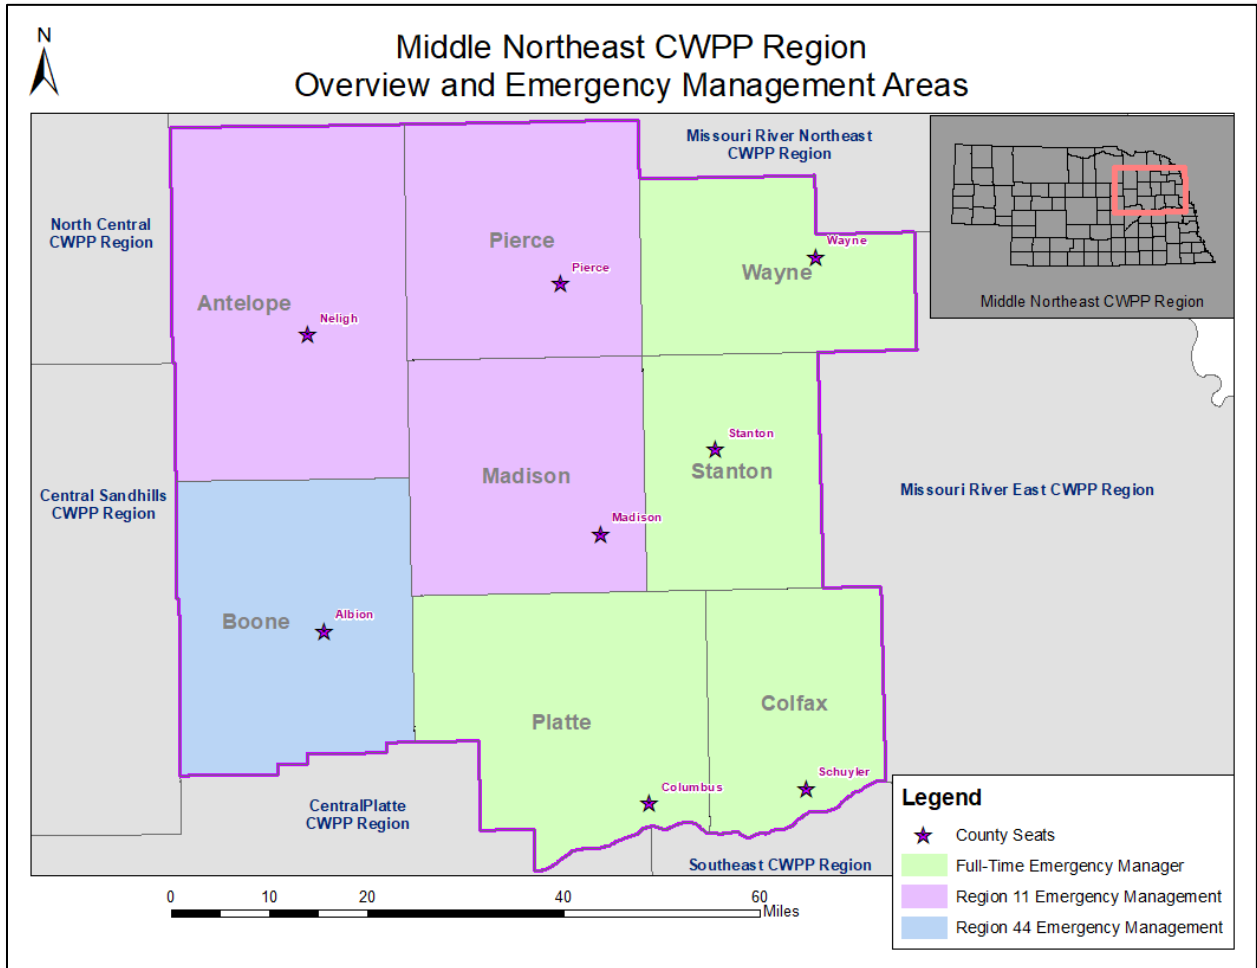 N
Middle Northeast CWPP Region
Overview and Emergency Management Areas
Missouri River Northeast
CWPP Region
North Central
CWPP Region
Pierce
Pierce
Wayne
Wayne
Middle Northeast CWPP Region
Antelope
Neligh
Stanton
Stanton
Madison
Madison
Central Sandhills
CWPP Region
Missouri River East CWPP Region
Boone
Albion
Platte
Colfax
Columbus
Schuyler
CentralPlatte
CWPP Region
Southeast CWPP Region
Legend
County Seats
Full-Time Emergency Manager
Region 11 Emergency Management
Region 44 Emergency Management
0 10 20 40 60
Miles